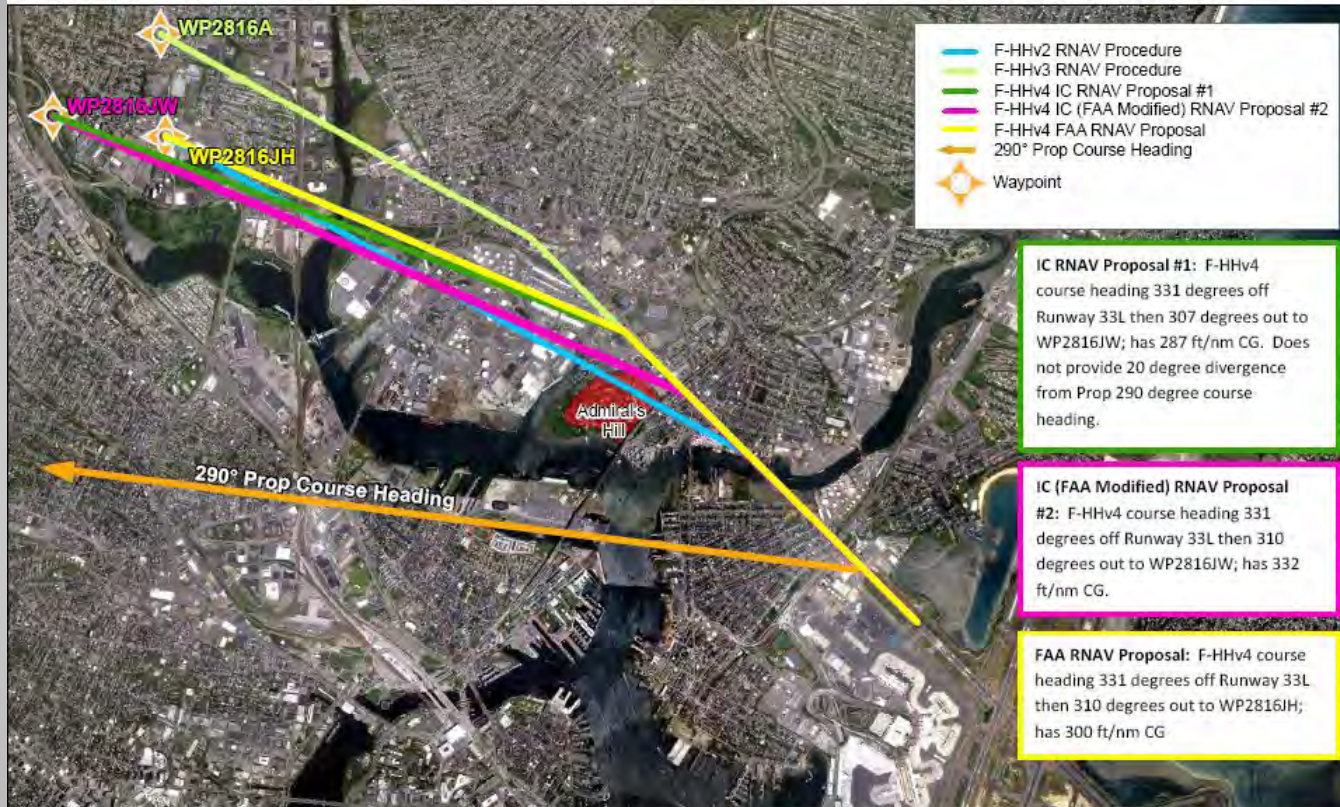 WP2816A
WP2816JW
WP2816JH
Admiral's
Hill
290° Prop Course Heading
F-HHv2 RNAV Procedure
F-HHv3 RNAV Procedure
F-HHv4 IC RNAV Proposal #1
F-HHv4 IC (FAA Modified) RNAV Proposal #2
F-HHv4 FAA RNAV Proposal
290° Prop Course Heading
Waypoint
IC RNAV Proposal #1: F-HHv4
course heading 331 degrees off
Runway 33L then 307 degrees out to
WP2816JW; has 287 ft/nm CG. Does
not provide 20 degree divergence
from Prop 290 degree course
heading.
IC (FAA Modified) RNAV Proposal
#2: F-HHv4 course heading 331
degrees off Runway 33L then 310
degrees out to WP2816JW; has 332
ft/nm CG.
FAA RNAV Proposal: F-HHv4 course
heading 331 degrees off Runway 33L
then 310 degrees out to WP2816JH;
has 300 ft/nm CG